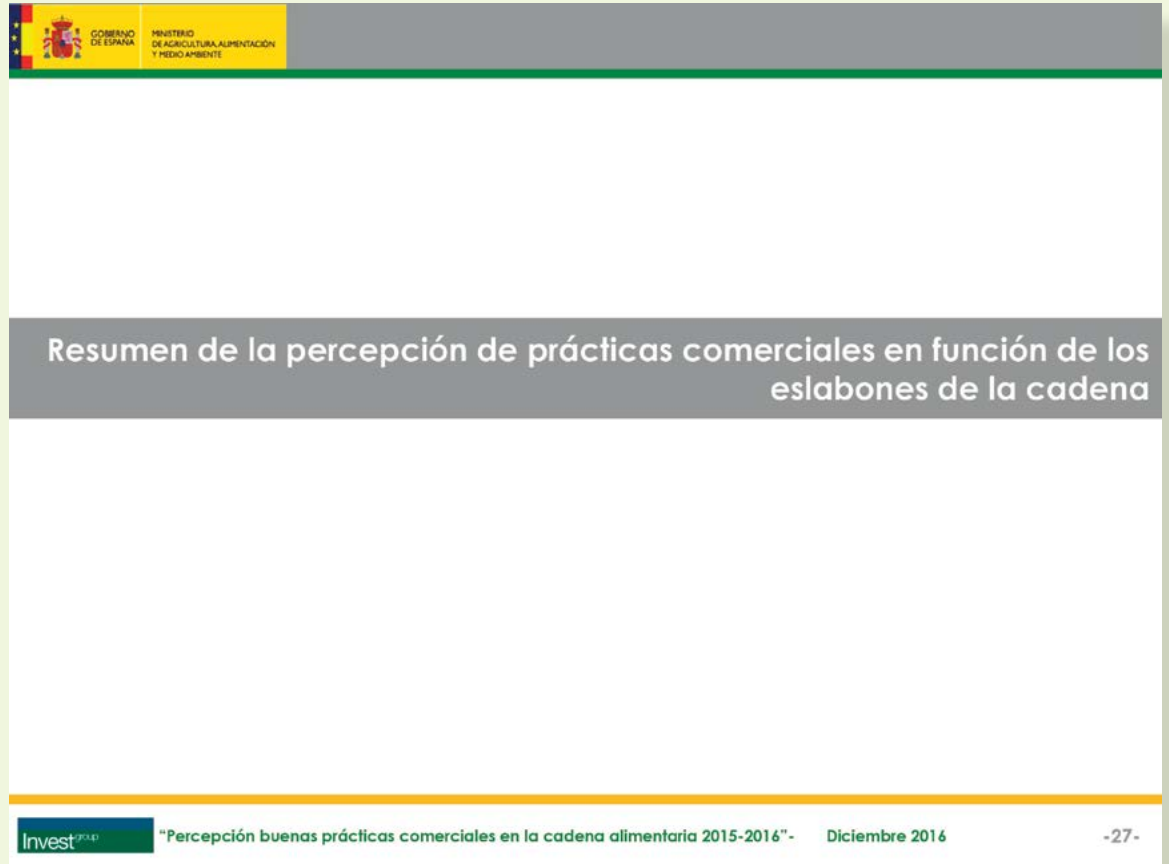 GOBIERNO
DE ESPAÑA
MINISTERIO
DE AGRICULTURA, ALIMENTACIÓN
Y MEDIO AMBIENTE
Resumen de la percepción de prácticas comerciales en función de los
eslabones de la cadena
Investgroup
"Percepción buenas prácticas comerciales en la cadena alimentaria 2015-2016"- Diciembre 2016
-27-